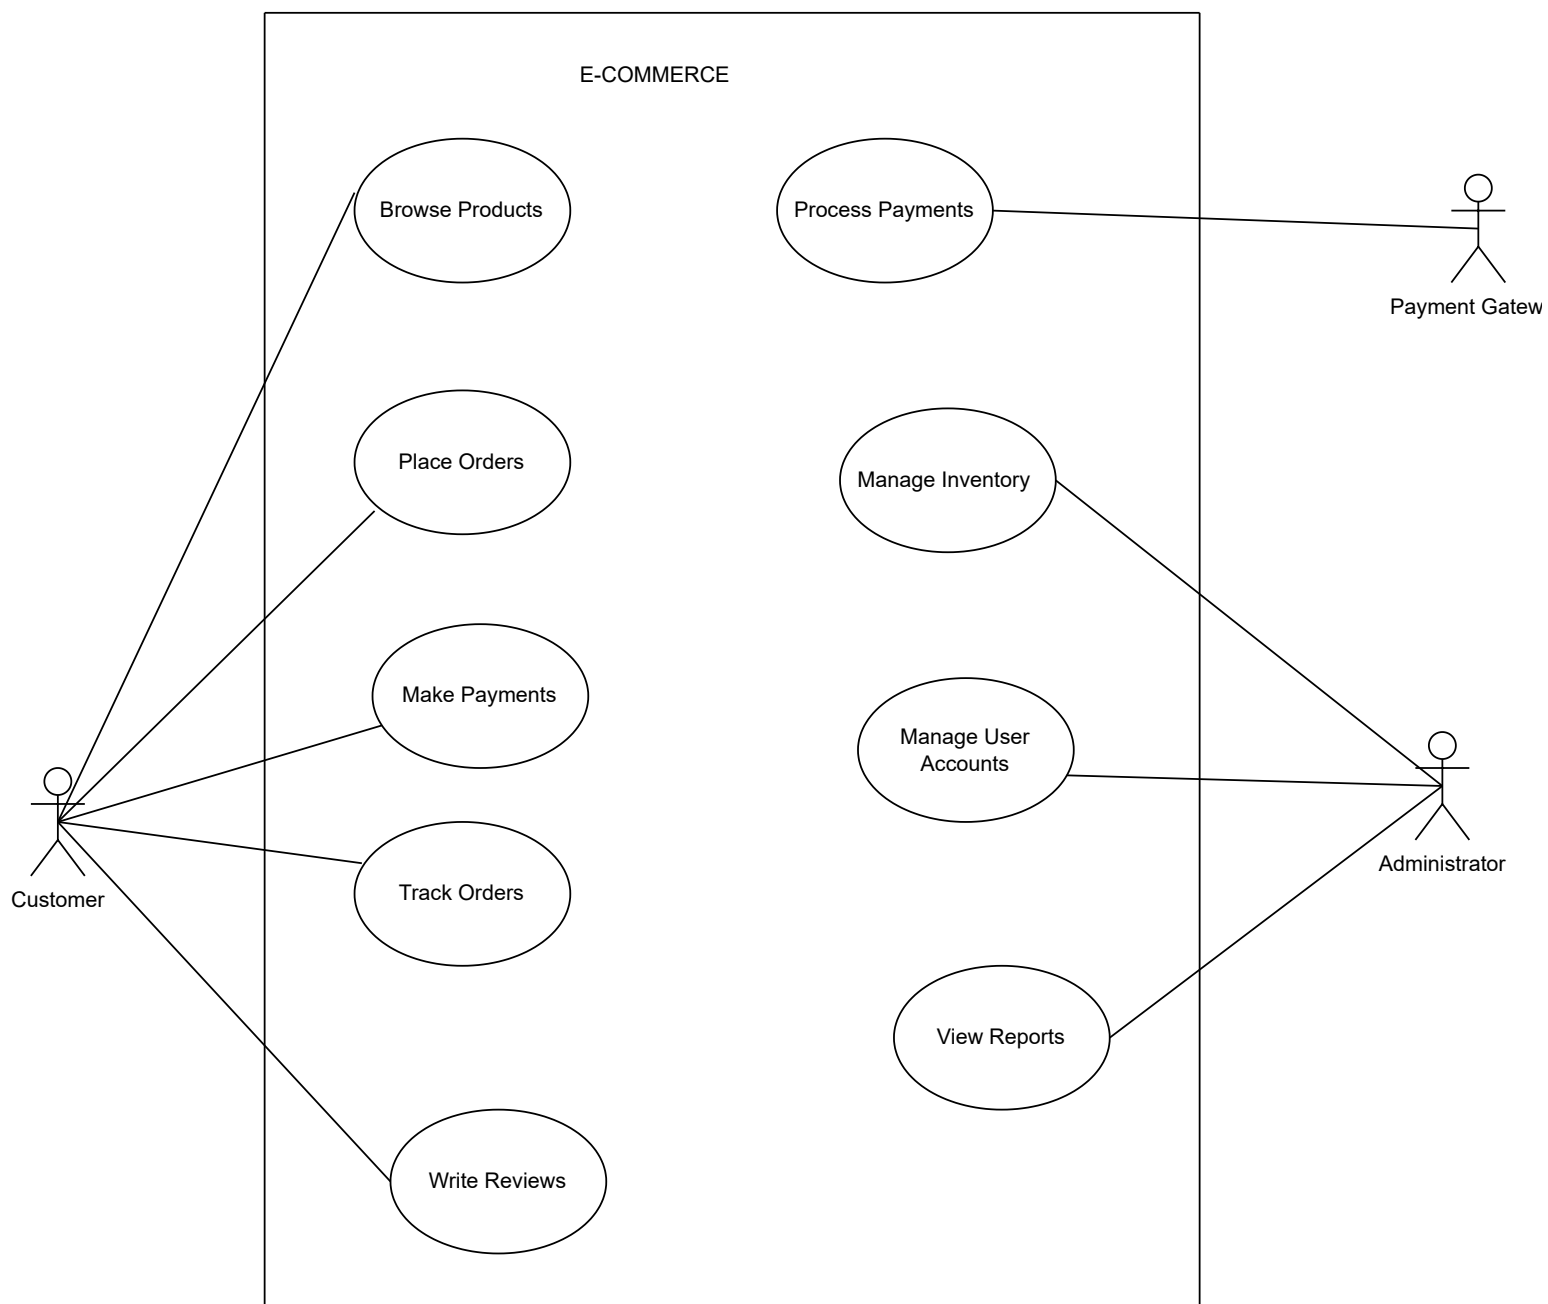 E-COMMERCE
Browse Products
Process Payments
Payment Gatew
Place Orders
Manage Inventory
Make Payments
Manage User
Accounts
Administrator
Customer
Track Orders
View Reports
Write Reviews